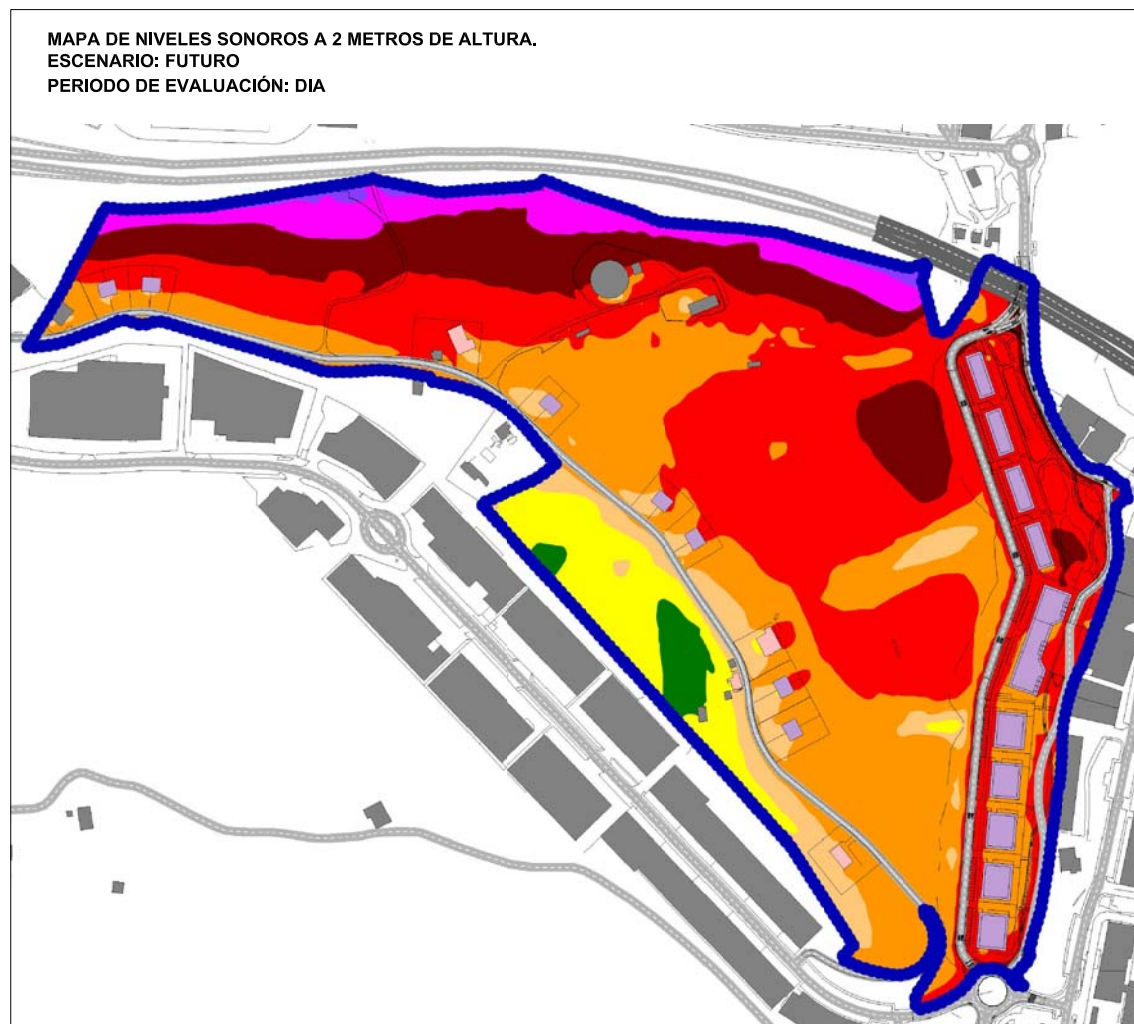 MAPA DE NIVELES SONOROS A 2 METROS DE ALTURA.
ESCENARIO: FUTURO
PERIODO DE EVALUACIÓN: DIA